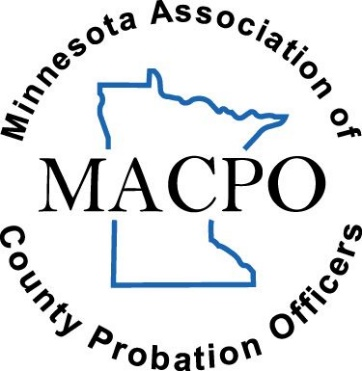 Minnesota Association of
MACPO
County Probation Officers